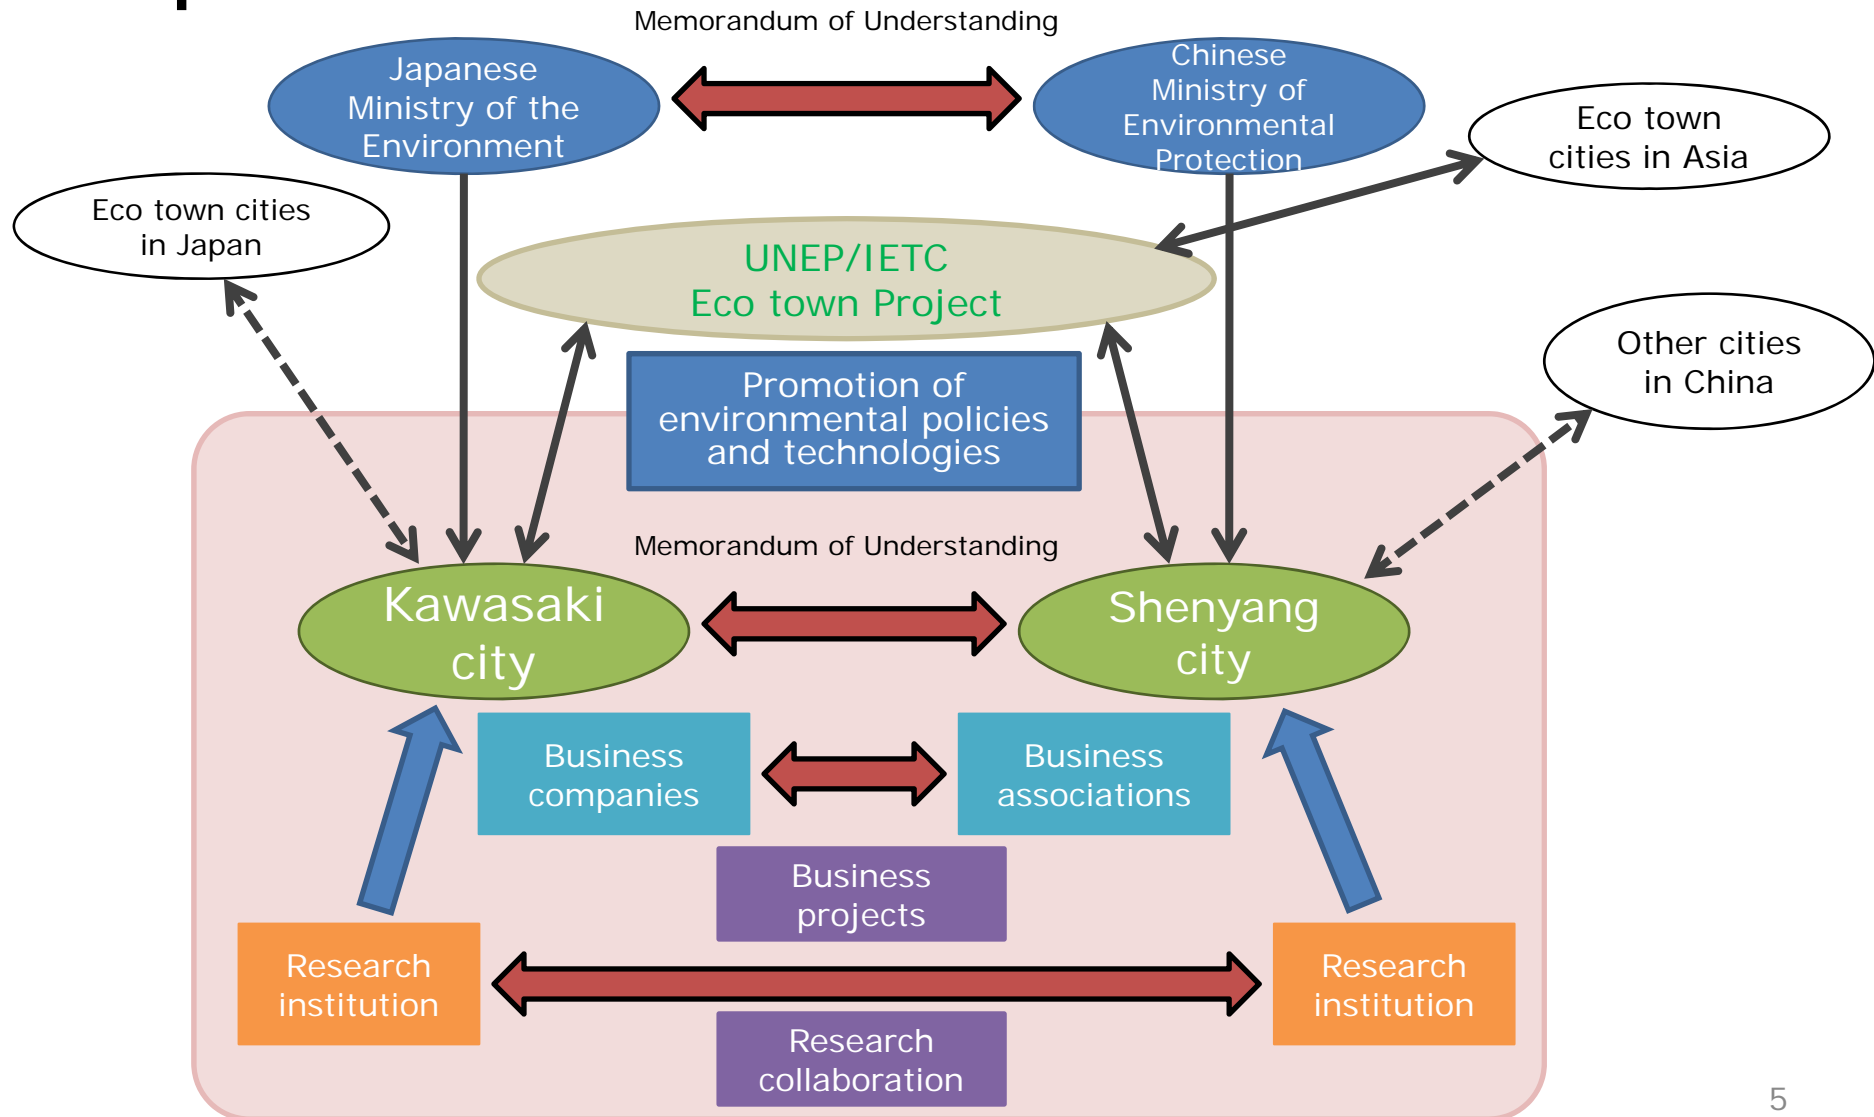 Memorandum of Understanding
Japanese
Ministry of the
Environment
Chinese
Ministry of
Environmental
Protection
Eco town
cities in Asia
Eco town cities
in Japan
UNEP/IETC
Eco town Project
Other cities
in China
Promotion of
environmental policies
and technologies
Memorandum of Understanding
Kawasaki
city
Shenyang
city
Business
companies
Business
associations
Business
projects
Research
institution
Research
institution
Research
collaboration
5